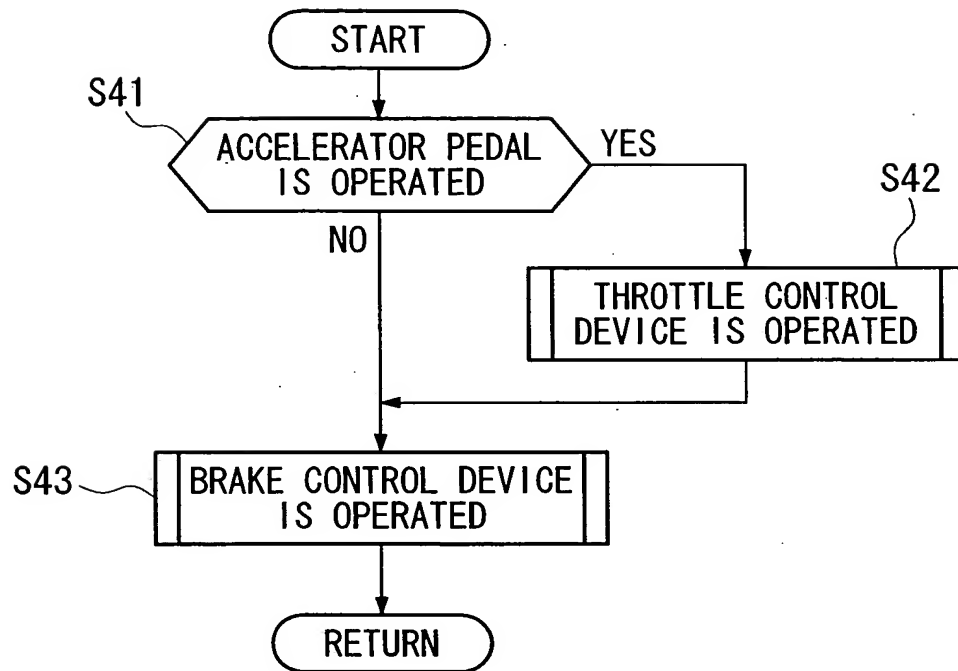 START
S41
ACCELERATOR PEDAL
IS OPERATED
YES
NO
S42
THROTTLE CONTROL
DEVICE IS OPERATED
S43
BRAKE CONTROL DEVICE
IS OPERATED
RETURN